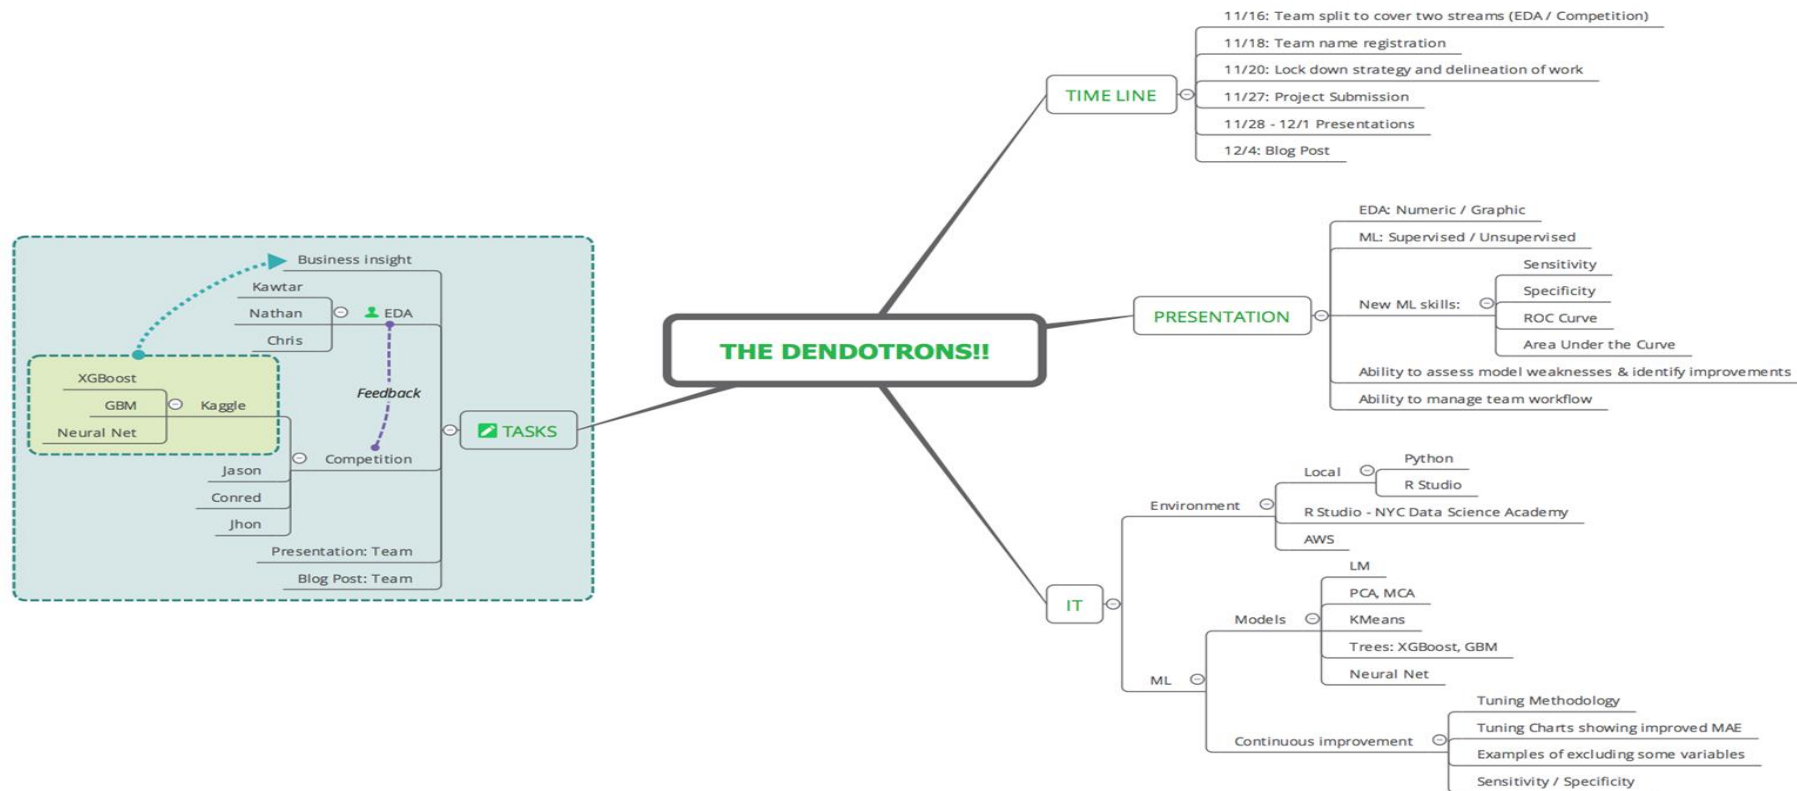 THE DENDOTRONS!!
TIME LINE
11/16: Team split to cover two streams (EDA / Competition)
11/18: Team name registration
11/20: Lock down strategy and delineation of work
11/27: Project Submission
11/28 - 12/1 Presentations
12/4: Blog Post
PRESENTATION
EDA: Numeric / Graphic
ML: Supervised / Unsupervised
New ML skills:
Sensitivity
Specificity
ROC Curve
Area Under the Curve
Ability to assess model weaknesses & identify improvements
Ability to manage team workflow
IT
Environment
Local
Python
R Studio
R Studio - NYC Data Science Academy
AWS
ML
Models
LM
PCA, MCA
KMeans
Trees: XGBoost, GBM
Neural Net
Continuous improvement
Tuning Methodology
Tuning Charts showing improved MAE
Examples of excluding some variables
Sensitivity / Specificity
TASKS
Business insight
EDA
Kawtar
Nathan
Chris
Feedback
Competition
Kaggle
XGBoost
GBM
Neural Net
Jason
Conred
Jhon
Presentation: Team
Blog Post: Team